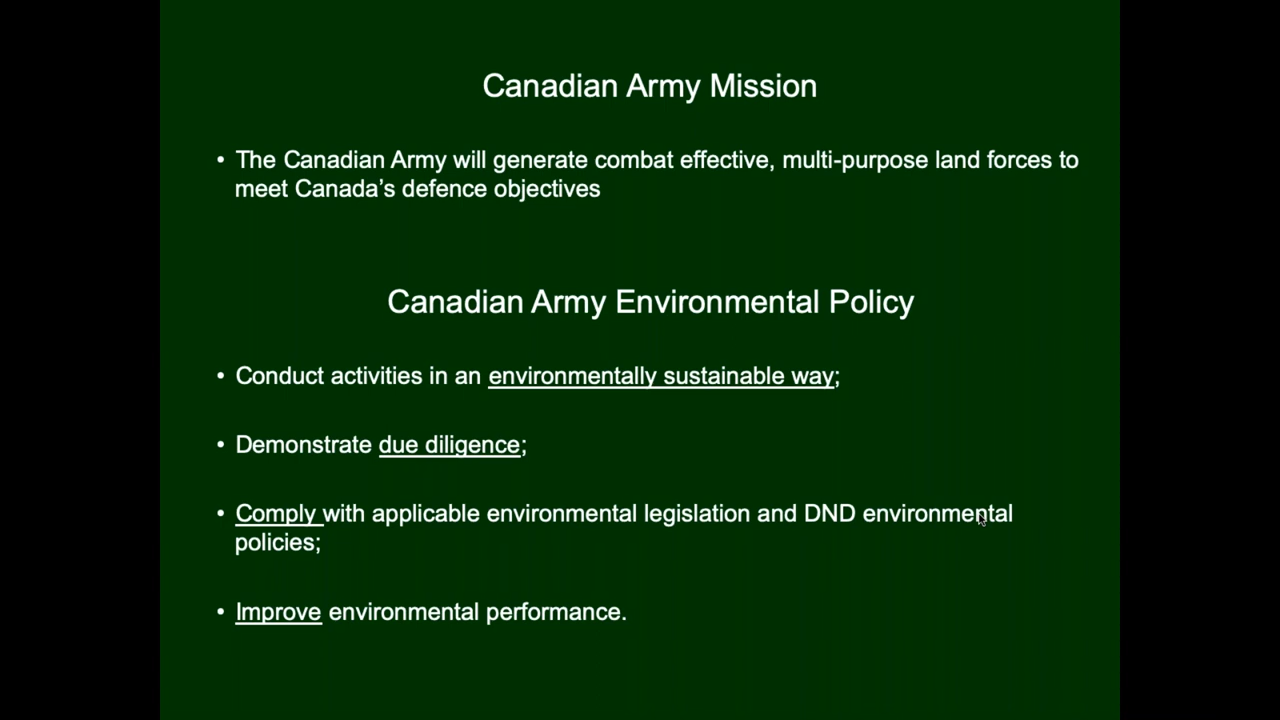 Canadian Army Mission
• The Canadian Army will generate combat effective, multi-purpose land forces to
meet Canada’s defence objectives
Canadian Army Environmental Policy
• Conduct activities in an environmentally sustainable way;
• Demonstrate due diligence;
• Comply with applicable environmental legislation and DND environmental
policies;
• Improve environmental performance.